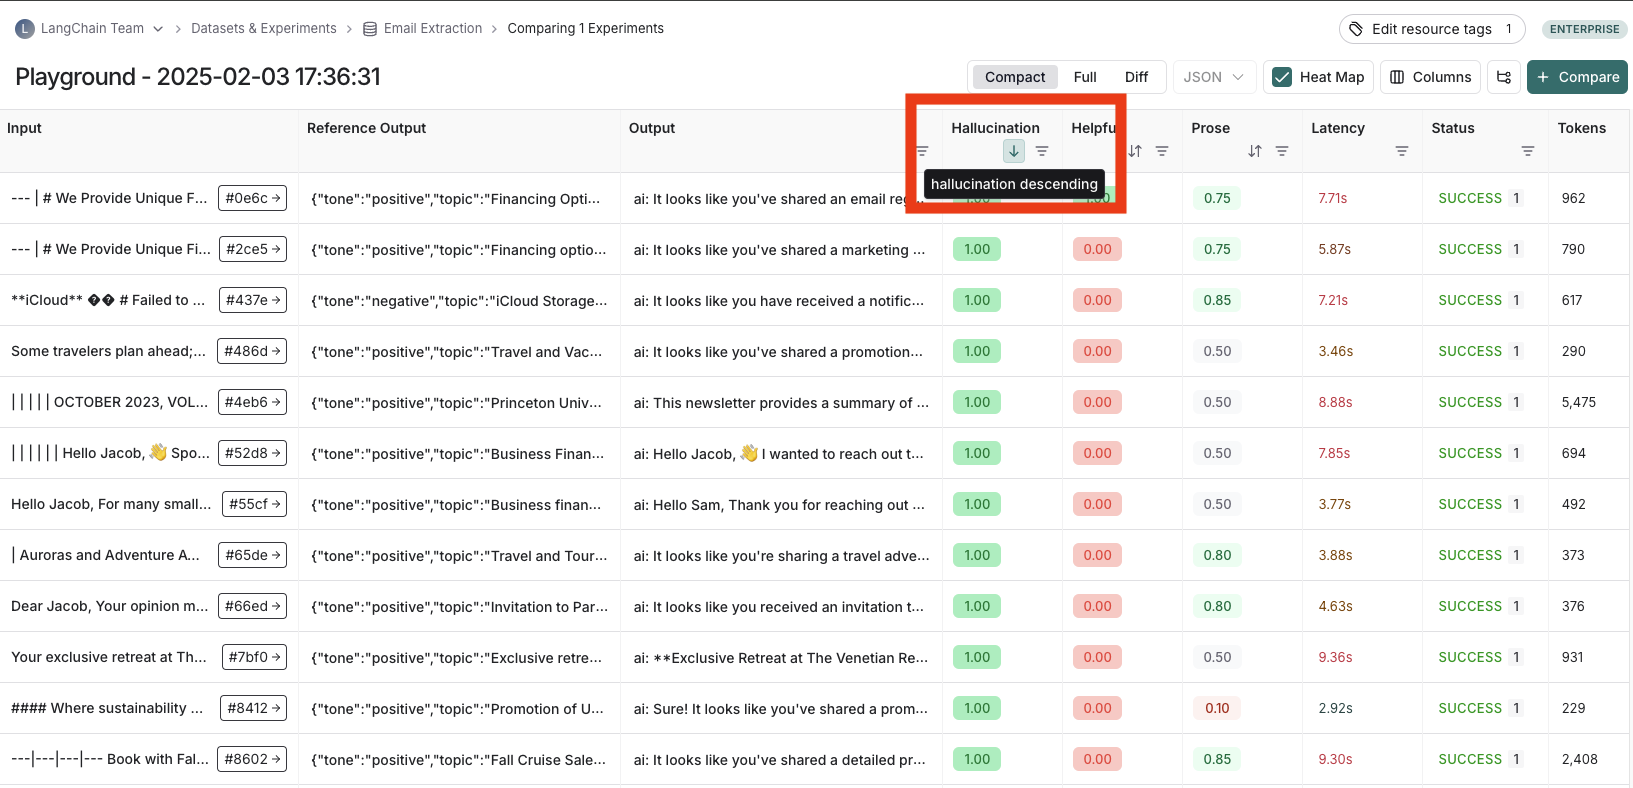 L LangChain Team > Datasets & Experiments > Email Extraction > Comparing 1 Experiments Edit resource tags 1 ENTERPRISE
Playground - 2025-02-03 17:36:31 Compact Full Diff JSON Heat Map Columns + Compare
Input Reference Output Output Hallucination Helpfu Prose Latency Status Tokens
hallucination descending
--- | # We Provide Unique F... #0e6c → {"tone":"positive","topic":"Financing Opti... ai: It looks like you've shared an email reg... 1.00 1.00 0.75 7.71s SUCCESS 1 962
--- | # We Provide Unique Fi... #2ce5 → {"tone":"positive","topic":"Financing optio... ai: It looks like you've shared a marketing ... 1.00 0.00 0.75 5.87s SUCCESS 1 790
**iCloud** �� # Failed to ... #437e → {"tone":"negative","topic":"iCloud Storage... ai: It looks like you have received a notific... 1.00 0.00 0.85 7.21s SUCCESS 1 617
Some travelers plan ahead;... #486d → {"tone":"positive","topic":"Travel and Vac... ai: It looks like you've shared a promotion... 1.00 0.00 0.50 3.46s SUCCESS 1 290
| | | | | OCTOBER 2023, VOL... #4eb6 → {"tone":"positive","topic":"Princeton Univ... ai: This newsletter provides a summary of ... 1.00 0.00 0.50 8.88s SUCCESS 1 5,475
| | | | | | Hello Jacob, 👋 Spo... #52d8 → {"tone":"positive","topic":"Business Finan... ai: Hello Jacob, 👋 I wanted to reach out t... 1.00 0.00 0.50 7.85s SUCCESS 1 694
Hello Jacob, For many small... #55cf → {"tone":"positive","topic":"Business finan... ai: Hello Sam, Thank you for reaching out ... 1.00 0.00 0.50 3.77s SUCCESS 1 492
| Auroras and Adventure A... #65de → {"tone":"positive","topic":"Travel and Tour... ai: It looks like you're sharing a travel adve... 1.00 0.00 0.80 3.88s SUCCESS 1 373
Dear Jacob, Your opinion m... #66ed → {"tone":"positive","topic":"Invitation to Par... ai: It looks like you received an invitation t... 1.00 0.00 0.80 4.63s SUCCESS 1 376
Your exclusive retreat at Th... #7bf0 → {"tone":"positive","topic":"Exclusive retre... ai: **Exclusive Retreat at The Venetian Re... 1.00 0.00 0.50 9.36s SUCCESS 1 931
#### Where sustainability ... #8412 → {"tone":"positive","topic":"Promotion of U... ai: Sure! It looks like you've shared a prom... 1.00 0.00 0.10 2.92s SUCCESS 1 229
---|---|---|--- Book with Fal... #8602 → {"tone":"positive","topic":"Fall Cruise Sale... ai: It looks like you've shared a detailed pr... 1.00 0.00 0.85 9.30s SUCCESS 1 2,408